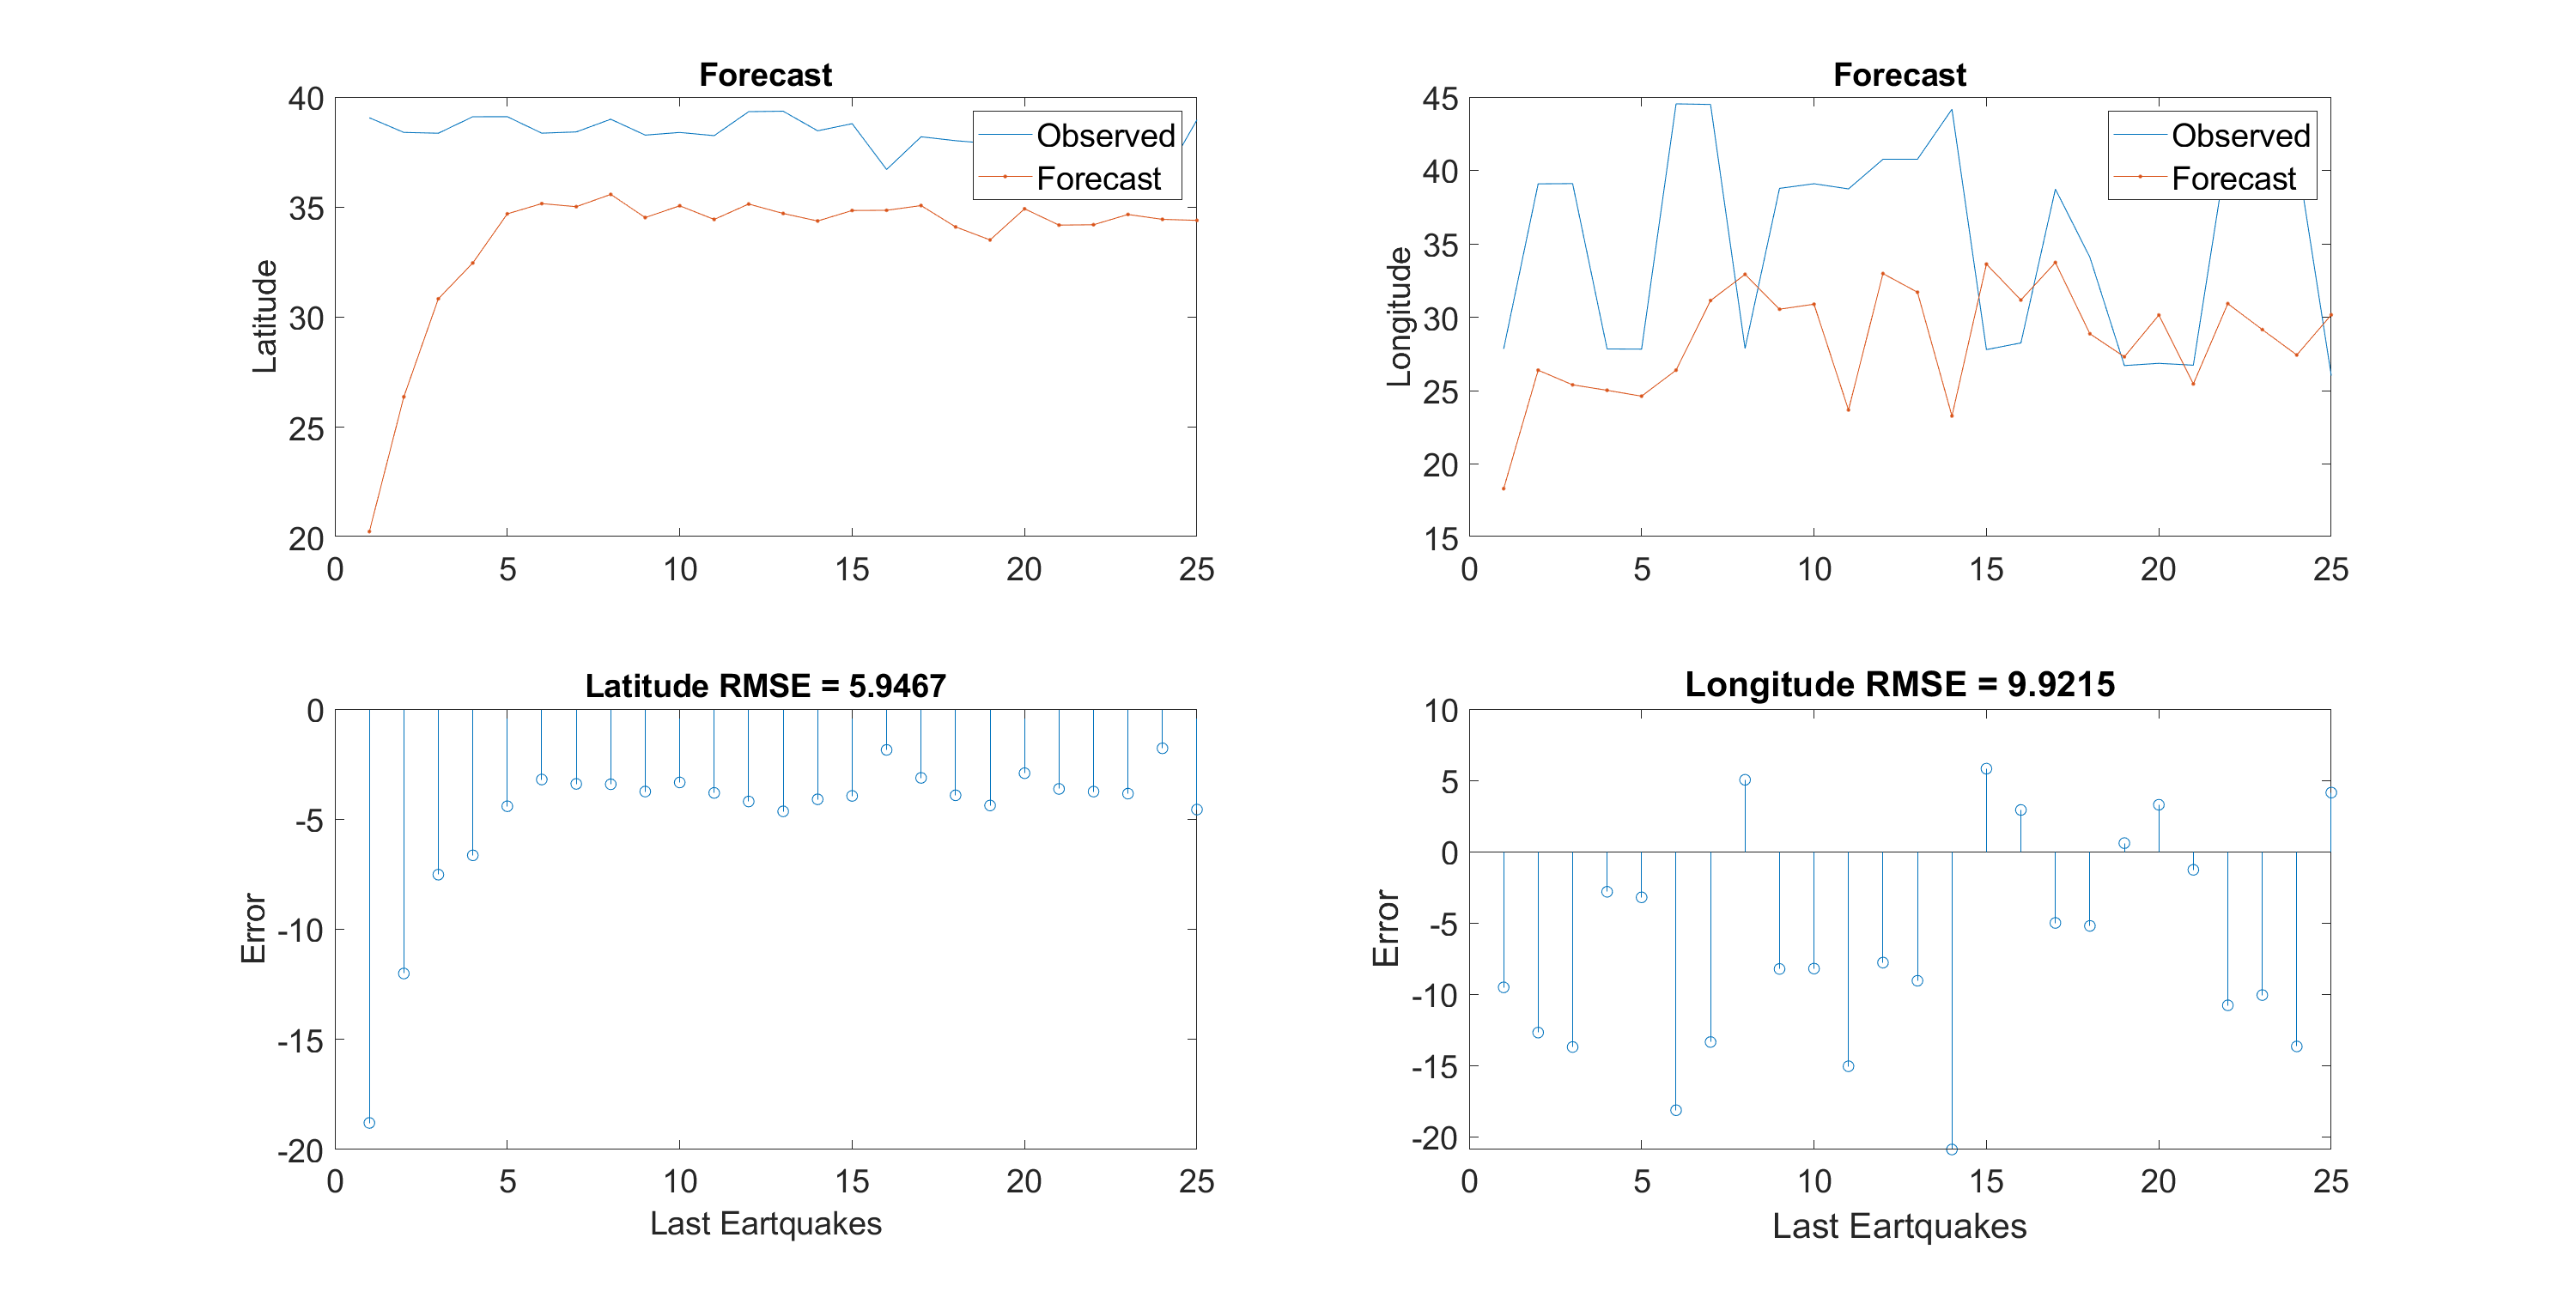 Forecast
40
35
30
25
20
Latitude
Observed
Forecast
0 5 10 15 20 25
Forecast
45
40
35
30
25
20
15
Longitude
Observed
Forecast
0 5 10 15 20 25
Latitude RMSE = 5.9467
0
-5
-10
-15
-20
Error
0 5 10 15 20 25
Last Eartquakes
Longitude RMSE = 9.9215
10
5
0
-5
-10
-15
-20
Error
0 5 10 15 20 25
Last Eartquakes